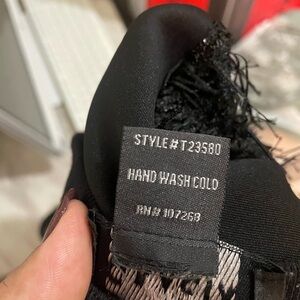 STYLE# T23580
HAND WASH COLD
RN# 107268